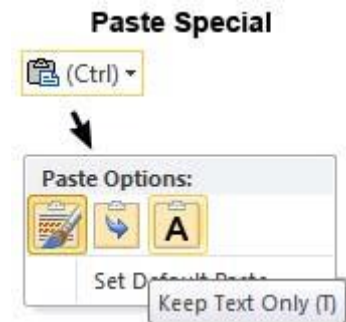 Paste Special
(Ctrl)
Paste Options:
A
Set Default Paste
Keep Text Only (T)